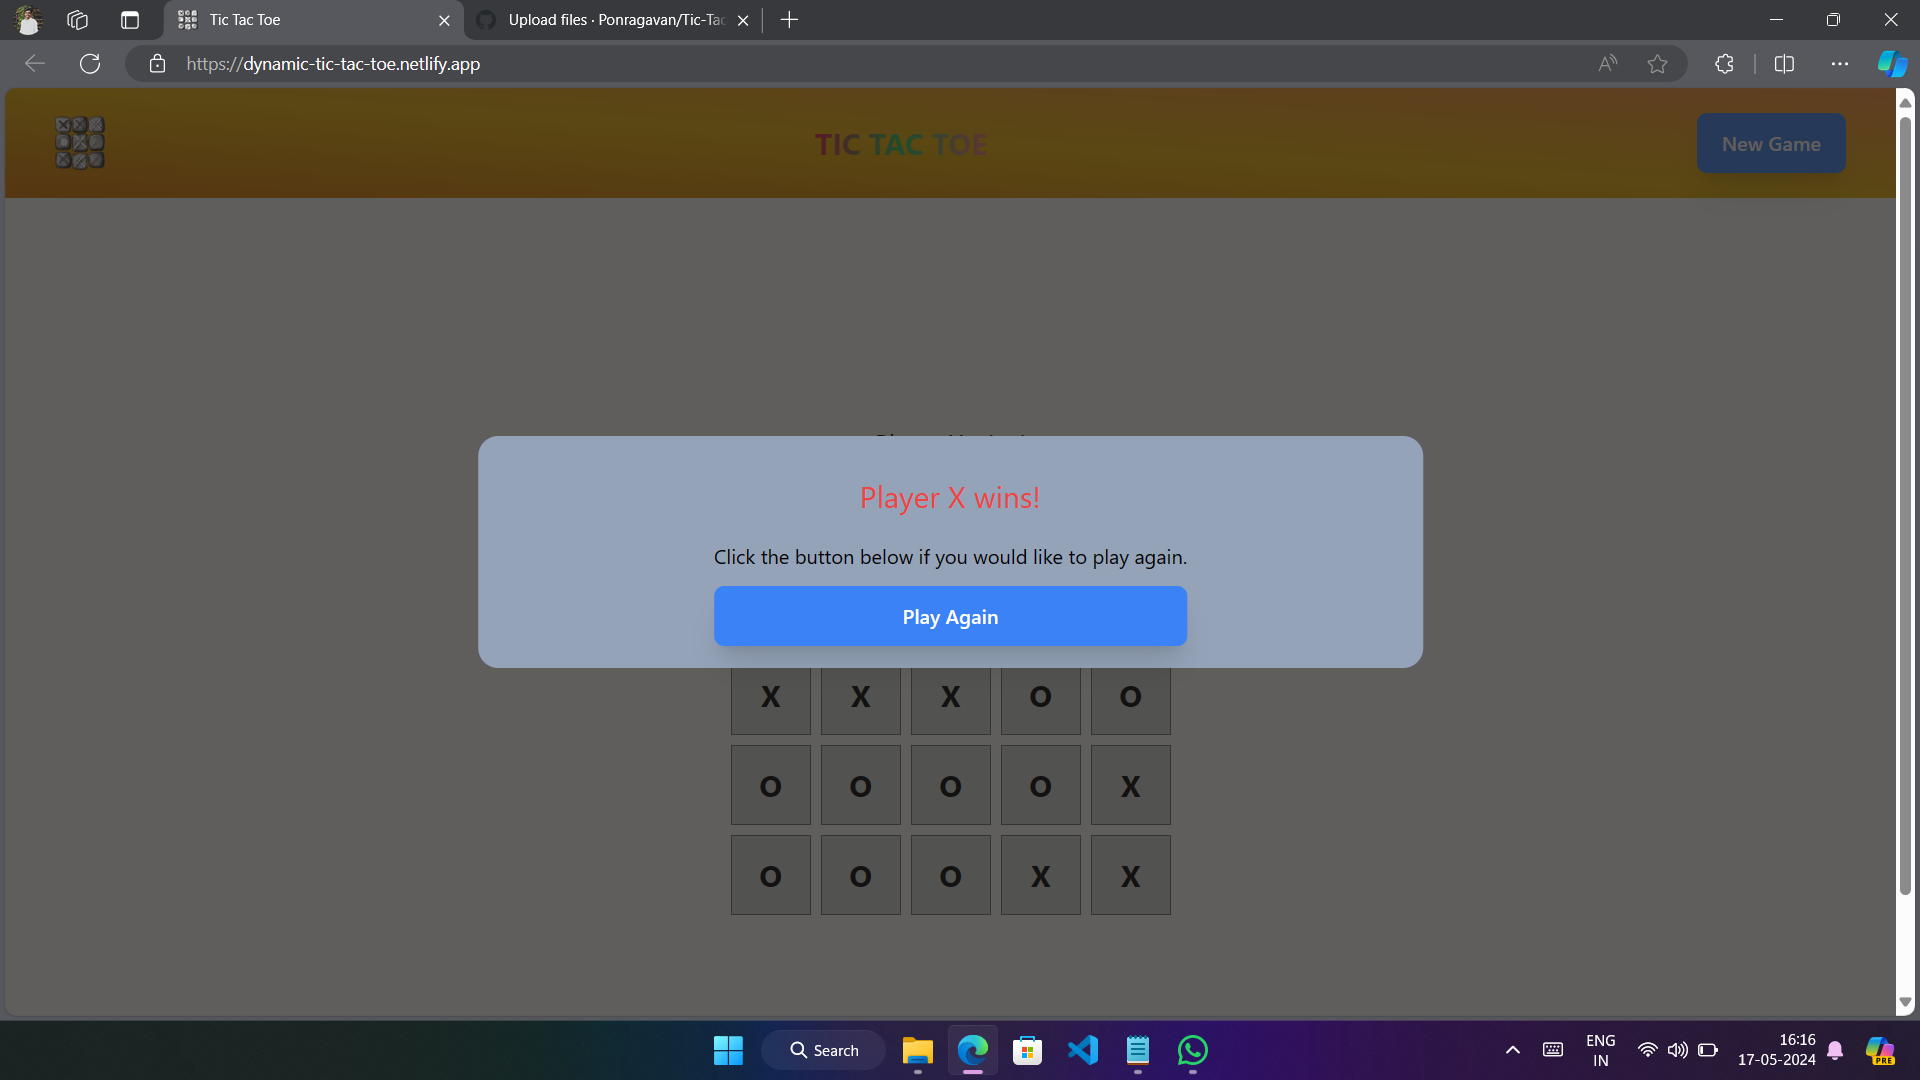 Tic Tac Toe
Upload files · Ponragavan/Tic-Tac
https://dynamic-tic-tac-toe.netlify.app
TIC TAC TOE
New Game
Player X wins!
Click the button below if you would like to play again.
Play Again
X X X O O
O O O O X
O O O X X
Search
ENG
IN
16:16
17-05-2024
PRE